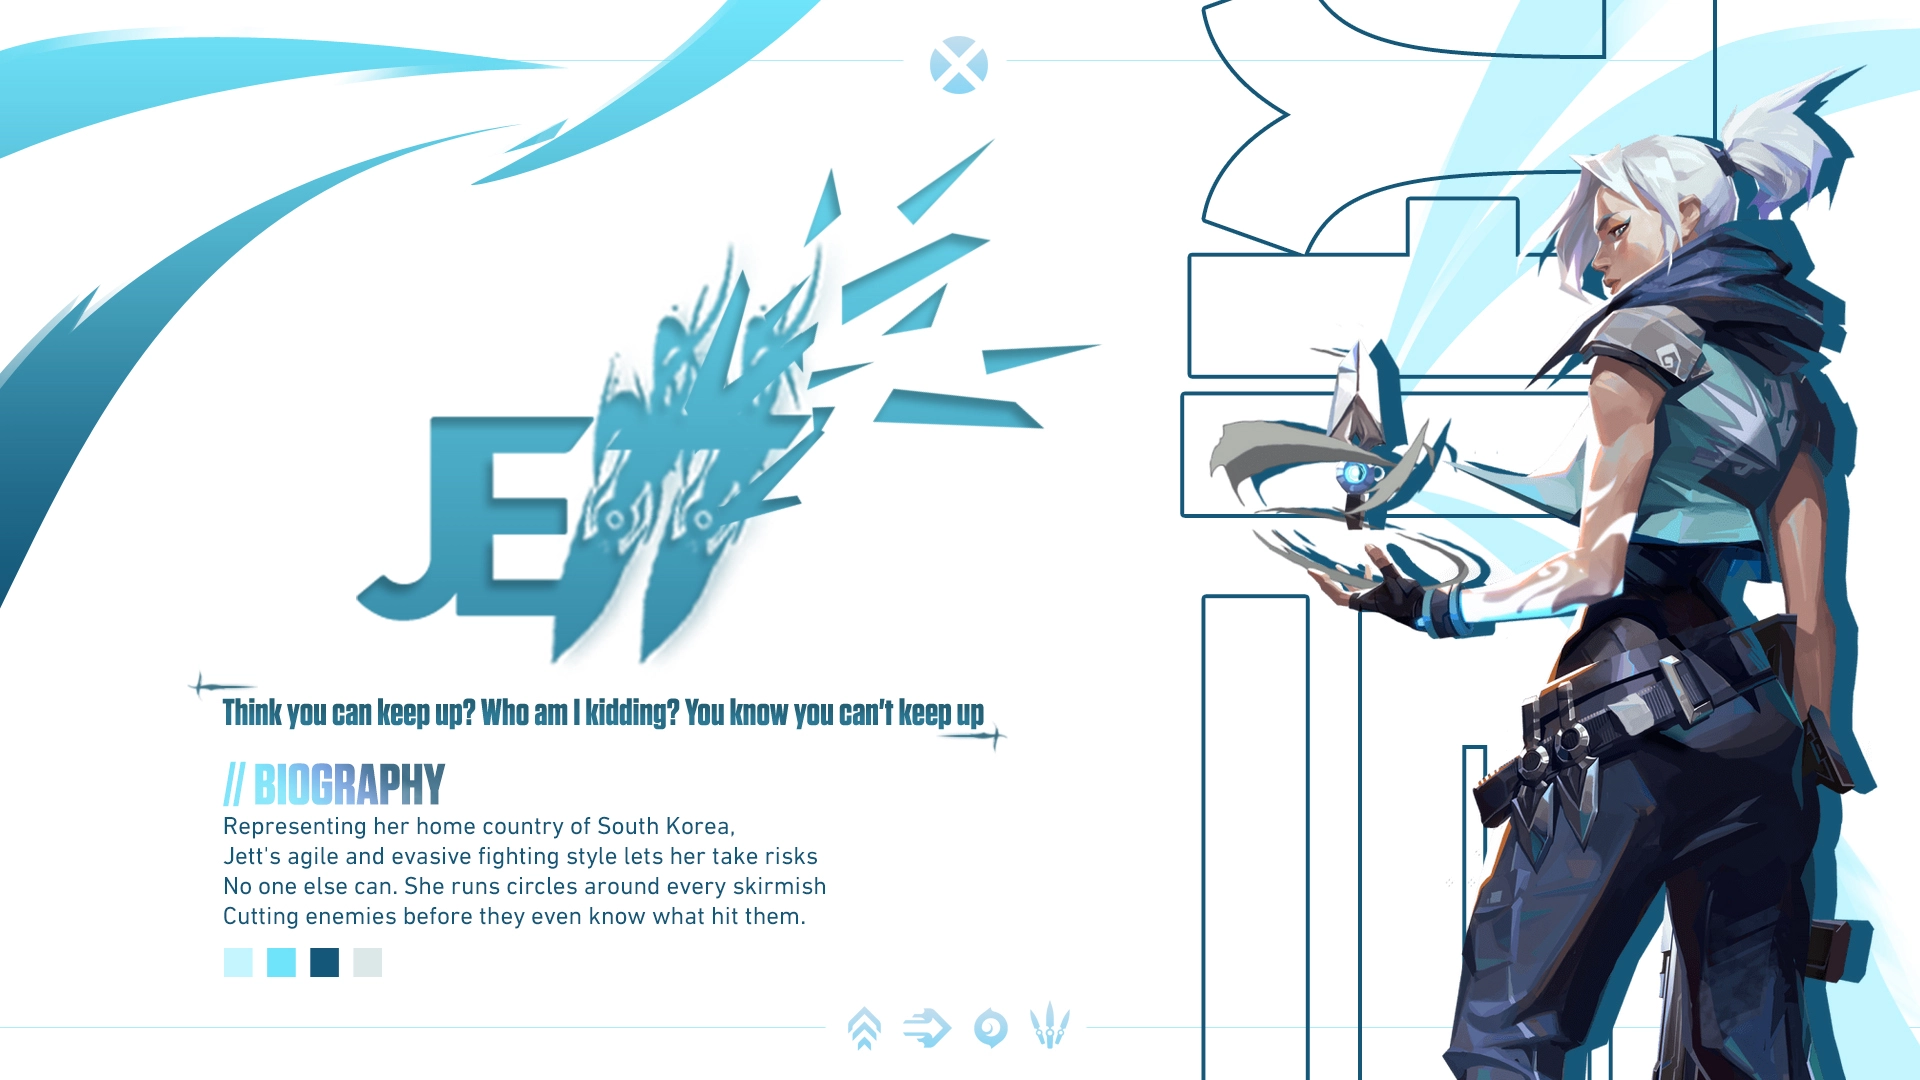 JETT
Think you can keep up? Who am I kidding? You know you can't keep up
// BIOGRAPHY
Representing her home country of South Korea,
Jett's agile and evasive fighting style lets her take risks
No one else can. She runs circles around every skirmish
Cutting enemies before they even know what hit them.